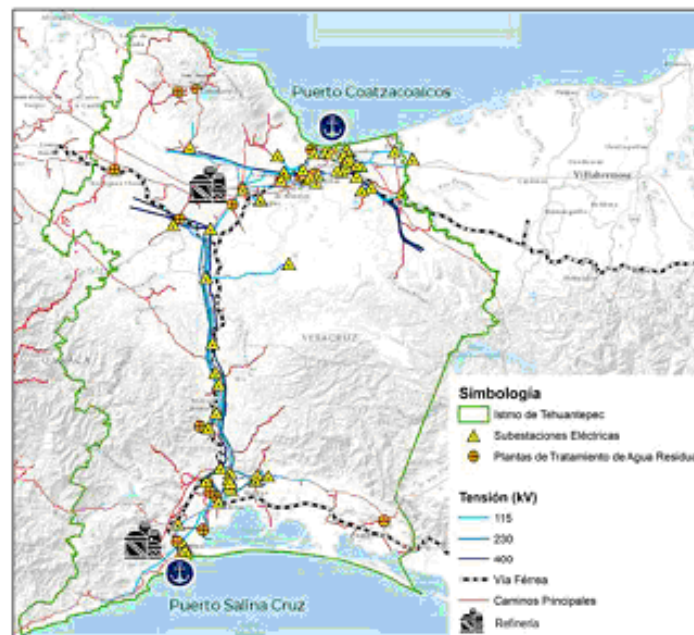 Puerto Coatzacoalcos
Villahermosa
VERACRUZ
Simbología
Istmo de Tehuantepec
Subestaciones Eléctricas
Plantas de Tratamiento de Agua Residual
Tensión (kV)
115
230
400
Vía Férrea
Caminos Principales
Refinería
Puerto Salina Cruz